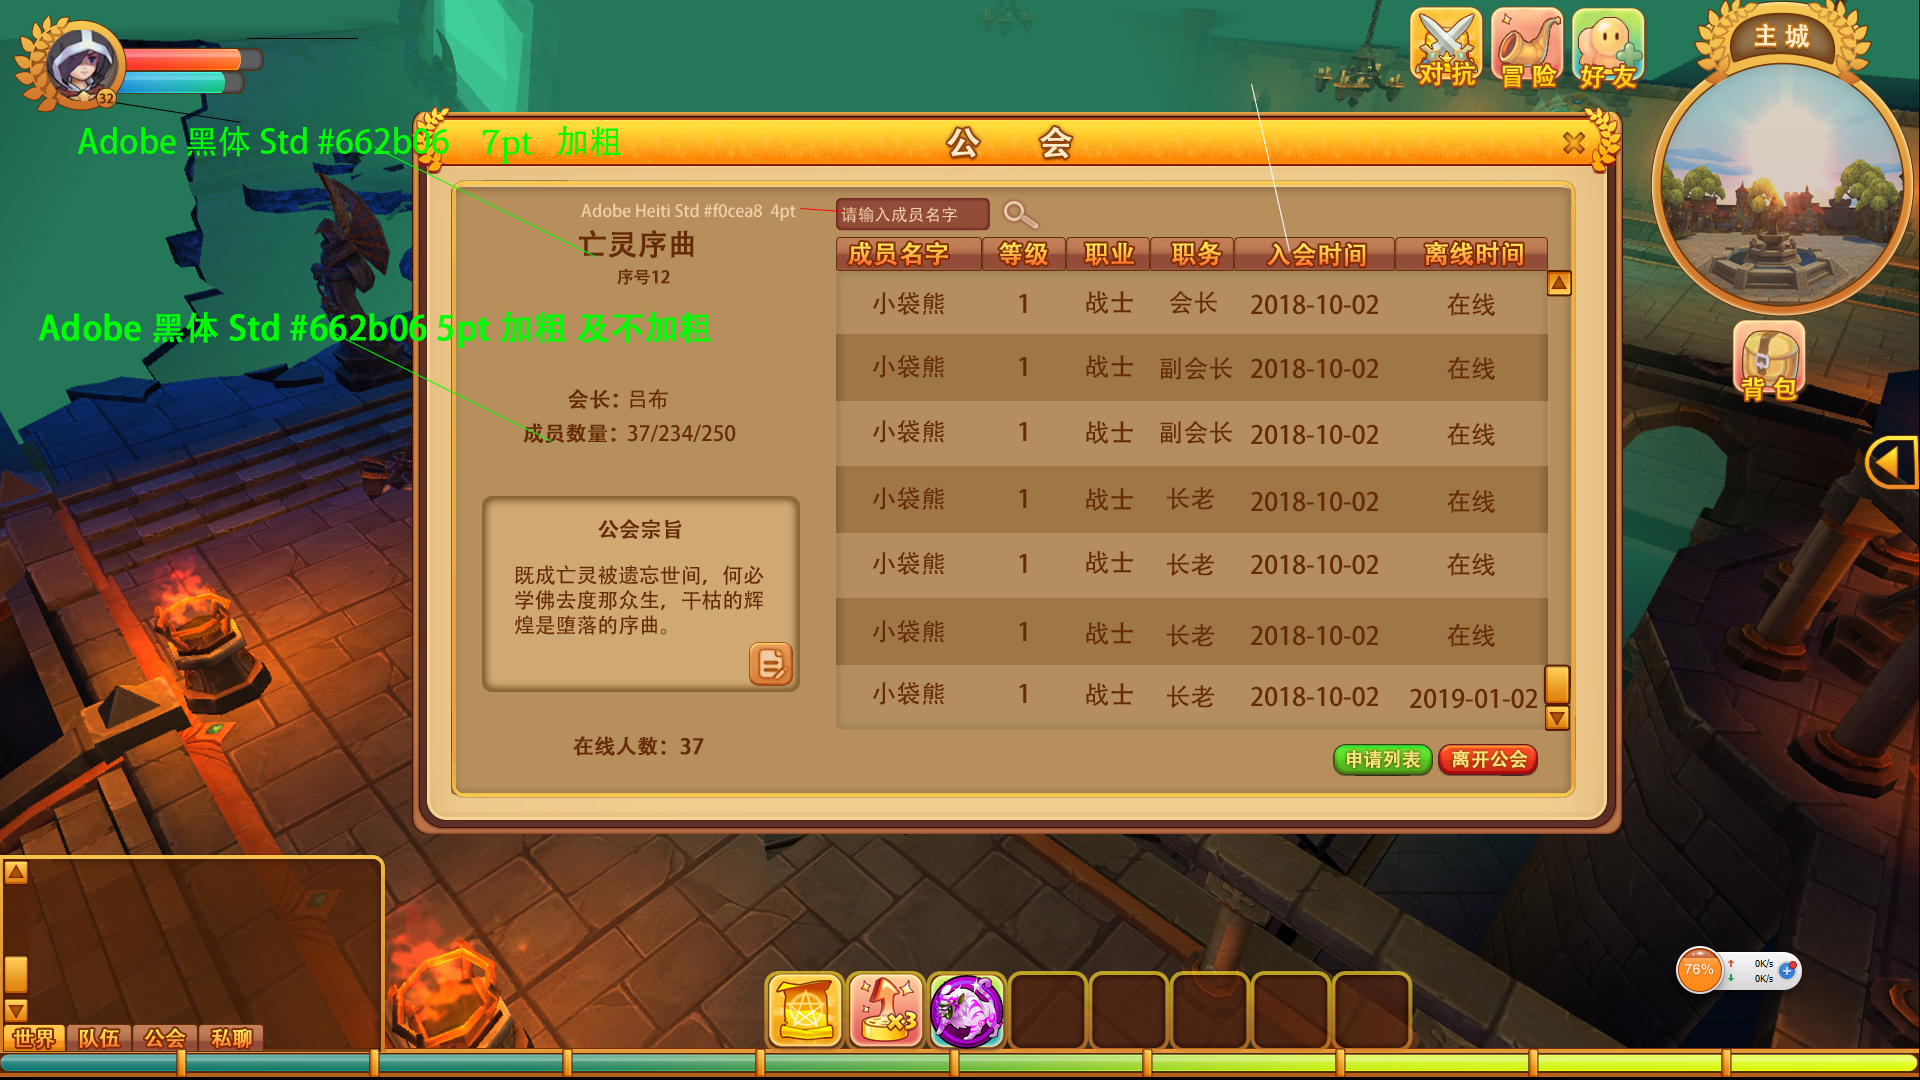 对抗
冒险
好友
主城
32
Adobe 黑体 Std #662b06 7pt 加粗
公 会
Adobe Heiti Std #f0cea8 4pt
请输入成员名字
亡灵序曲
序号12
Adobe 黑体 Std #662b06 5pt 加粗 及不加粗
会长：吕布
成员数量：37/234/250
公会宗旨
既成亡灵被遗忘世间，何必
学佛去度那众生，干枯的辉
煌是堕落的序曲。
在线人数：37
成员名字 等级 职业 职务 入会时间 离线时间
小袋熊 1 战士 会长 2018-10-02 在线
小袋熊 1 战士 副会长 2018-10-02 在线
小袋熊 1 战士 副会长 2018-10-02 在线
小袋熊 1 战士 长老 2018-10-02 在线
小袋熊 1 战士 长老 2018-10-02 在线
小袋熊 1 战士 长老 2018-10-02 在线
小袋熊 1 战士 长老 2018-10-02 2019-01-02
申请列表 离开公会
背包
76%
0K/s
0K/s
×3
世界 队伍 公会 私聊